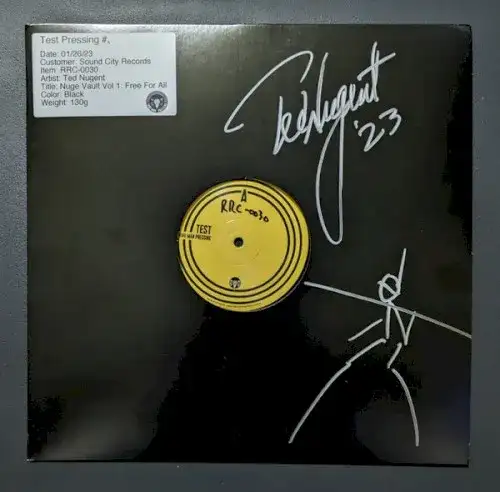 Test Pressing #.
Date: 01/26/23
Customer: Sound City Records
Item: RRC-0030
Artist: Ted Nugent
Title: Nuge Vault Vol 1: Free For All
Color: Black
Weight: 130g
Ted Nugent
'23
A
RRC-0030
TEST
PRESSING